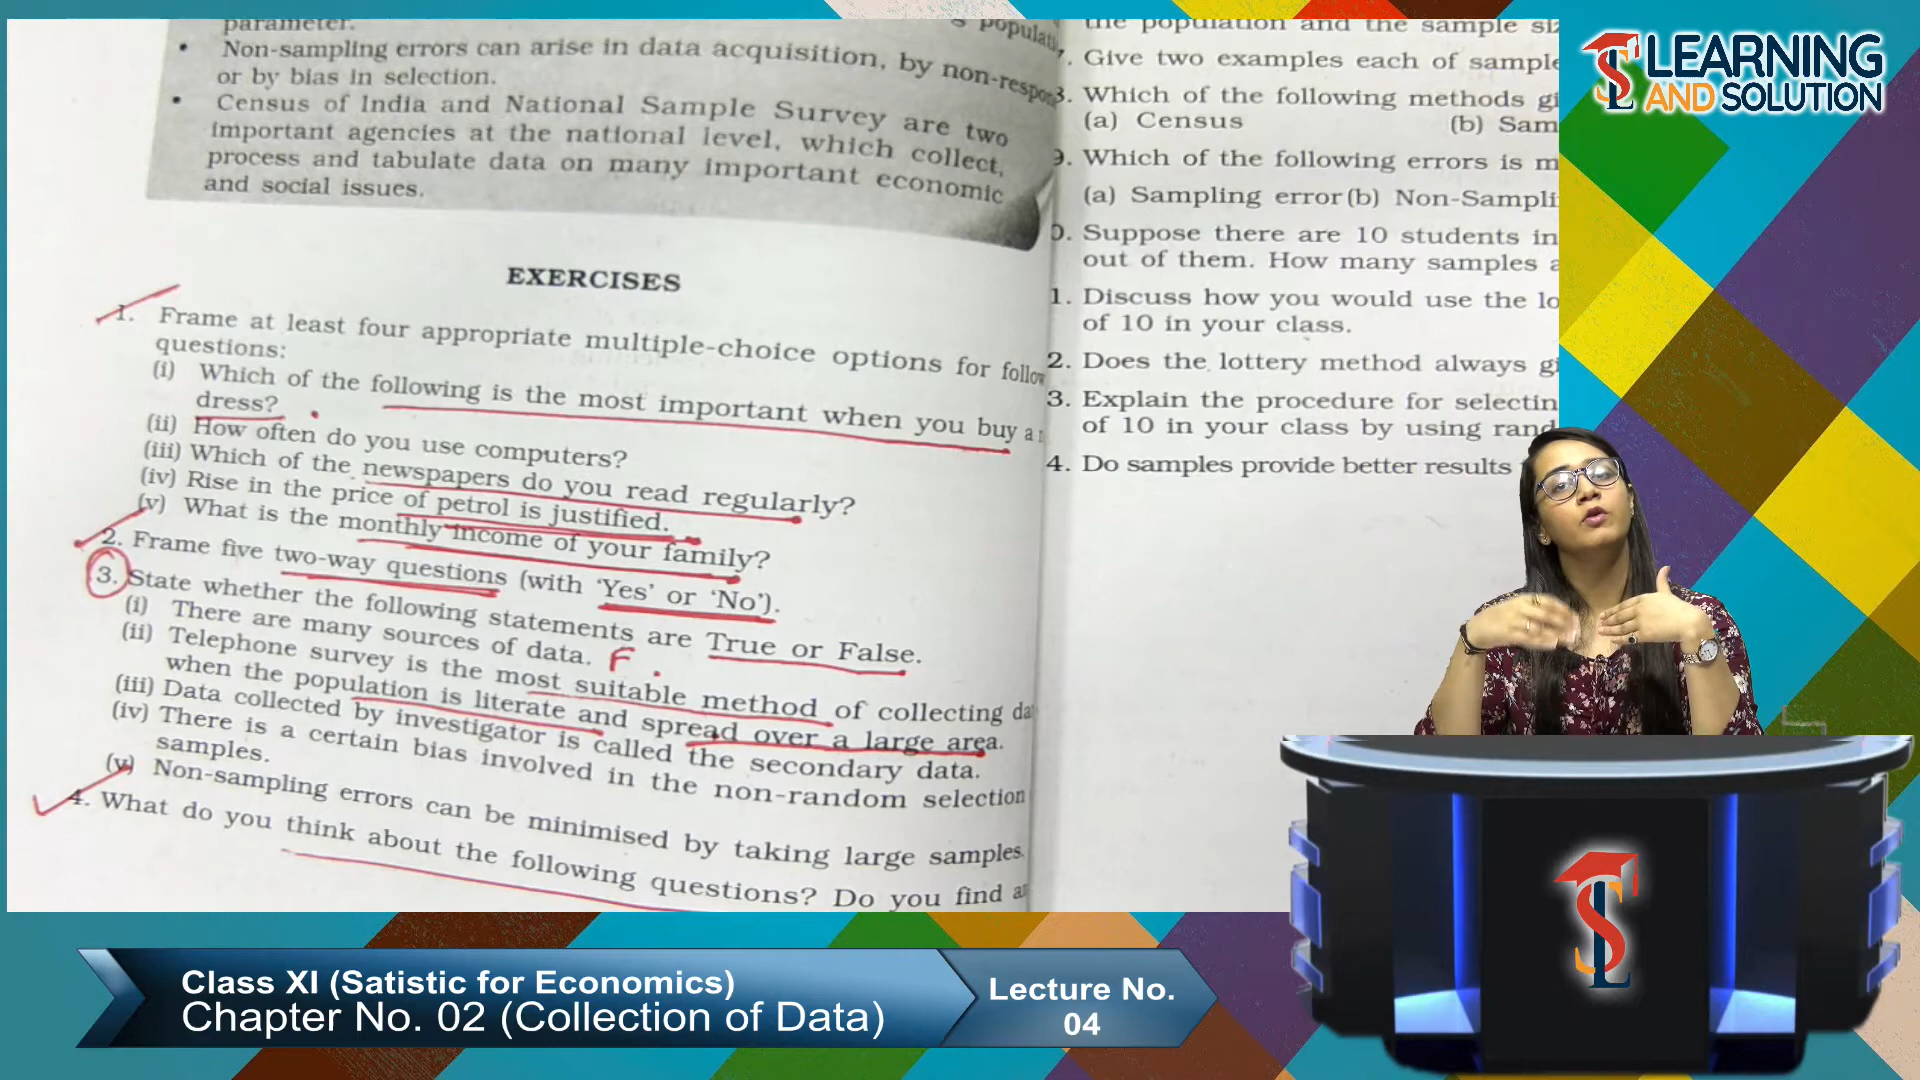 parameter.
• Non-sampling errors can arise in data acquisition, by non-respon
or by bias in selection.
• Census of India and National Sample Survey are two
important agencies at the national level, which collect,
process and tabulate data on many important economic
and social issues.
EXERCISES
1. Frame at least four appropriate multiple-choice options for follow
questions:
(i) Which of the following is the most important when you buy a n
dress?
(ii) How often do you use computers?
(iii) Which of the newspapers do you read regularly?
(iv) Rise in the price of petrol is justified.
(v) What is the monthly income of your family?
2. Frame five two-way questions (with ‘Yes’ or ‘No’).
3. State whether the following statements are True or False.
(i) There are many sources of data. F
(ii) Telephone survey is the most suitable method of collecting da
when the population is literate and spread over a large area.
(iii) Data collected by investigator is called the secondary data.
(iv) There is a certain bias involved in the non-random selection
samples.
(v) Non-sampling errors can be minimised by taking large samples.
4. What do you think about the following questions? Do you find a
populati
the population and the sample siz
7. Give two examples each of sample
8. Which of the following methods gi
(a) Census (b) Sam
9. Which of the following errors is m
(a) Sampling error (b) Non-Sampli
0. Suppose there are 10 students in
out of them. How many samples a
1. Discuss how you would use the lo
of 10 in your class.
2. Does the lottery method always gi
3. Explain the procedure for selectin
of 10 in your class by using rand
4. Do samples provide better results
LEARNING
AND SOLUTION
Class XI (Satistic for Economics)
Chapter No. 02 (Collection of Data)
Lecture No.
04